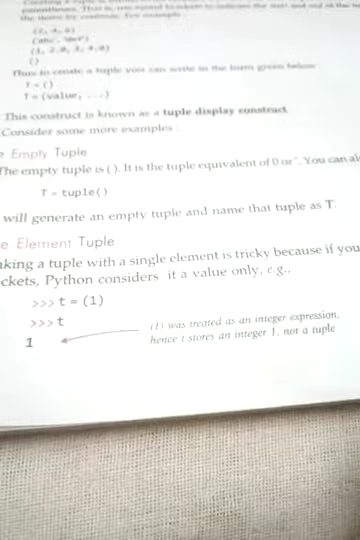 (2, 4, 6)
('abc', 'def')
(1, 2.0, 3, 4.0)
()
Thus to create a tuple you can write in the form given below
T = ()
T = (value, ...)
This construct is known as a tuple display construct
Consider some more examples
e Empty Tuple
The empty tuple is (). It is the tuple equivalent of 0 or ''. You can al
T = tuple()
will generate an empty tuple and name that tuple as T.
e Element Tuple
king a tuple with a single element is tricky because if you
ckets, Python considers it a value only, e.g.,
>>> t = (1)
>>> t
1
(1) was treated as an integer expression,
hence t stores an integer 1, not a tuple